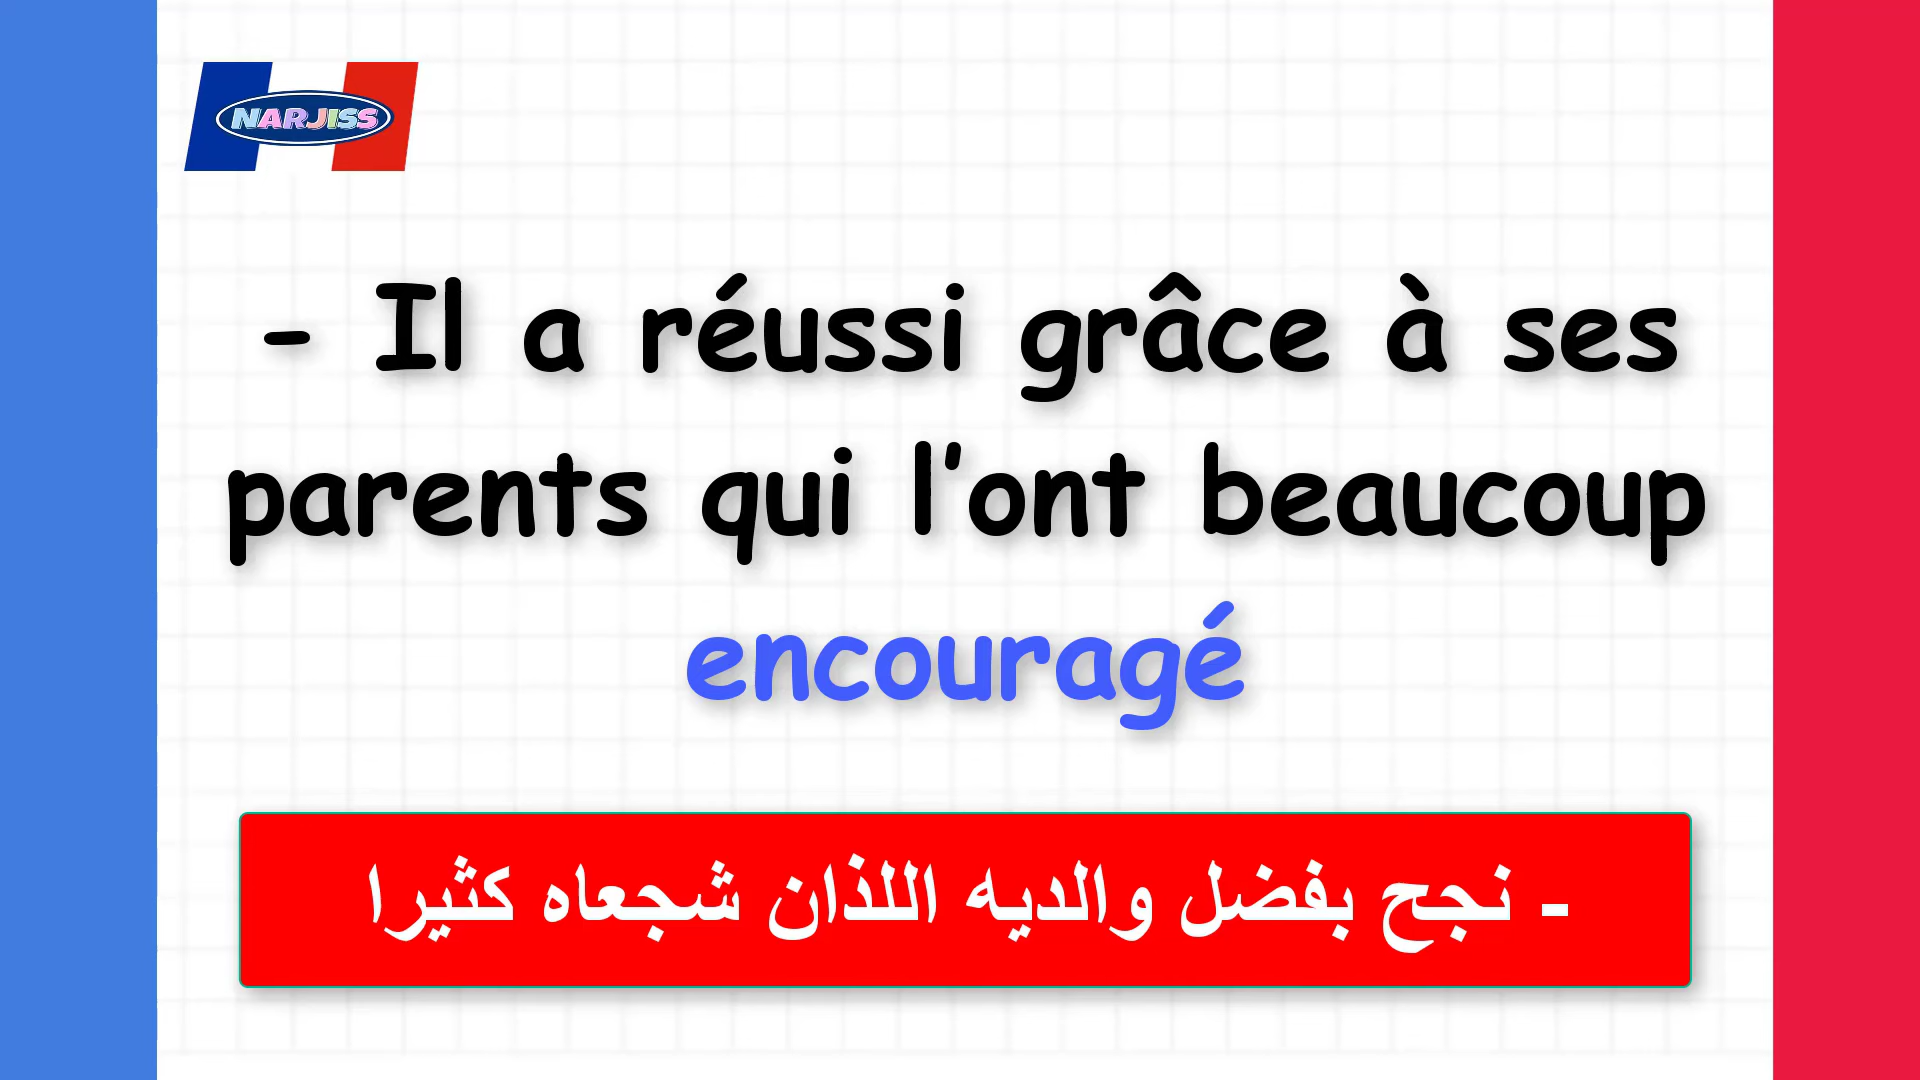 NARJISS
- Il a réussi grâce à ses
parents qui l’ont beaucoup
encouragé
- نجح بفضل والديه اللذان شجعاه كثيرا